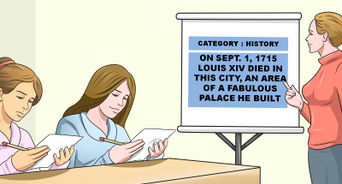 CATEGORY : HISTORY
ON SEPT. 1, 1715
LOUIS XIV DIED IN
THIS CITY, AN AREA
OF A FABULOUS
PALACE HE BUILT